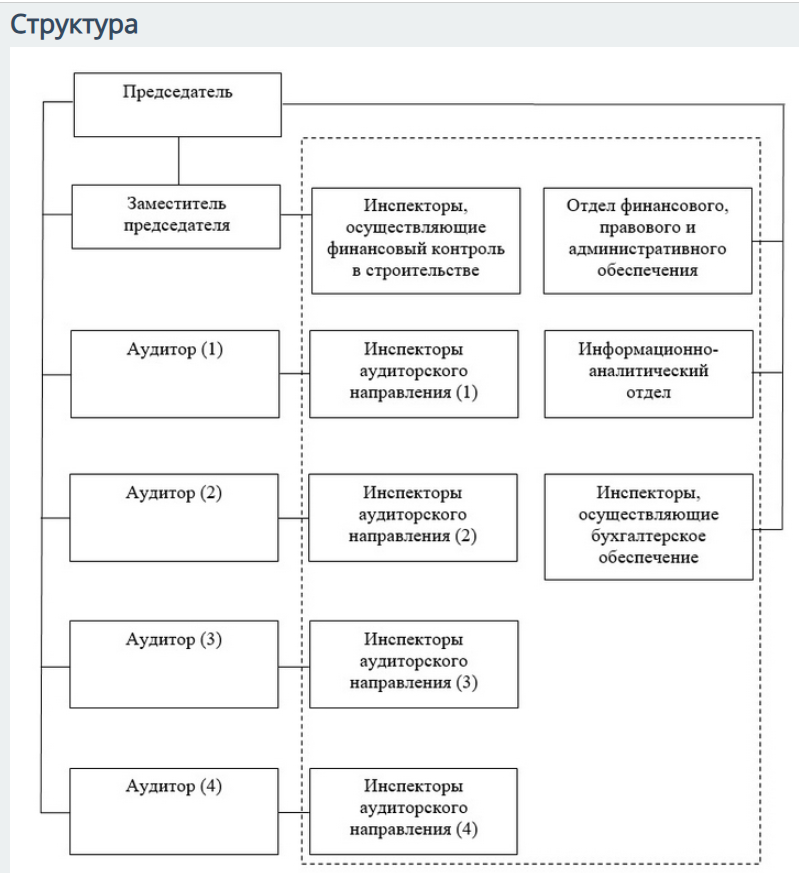 Структура
Председатель
Заместитель
председателя
Инспекторы,
осуществляющие
финансовый контроль
в строительстве
Отдел финансового,
правового и
административного
обеспечения
Аудитор (1)
Инспекторы
аудиторского
направления (1)
Информационно-
аналитический
отдел
Аудитор (2)
Инспекторы
аудиторского
направления (2)
Инспекторы,
осуществляющие
бухгалтерское
обеспечение
Аудитор (3)
Инспекторы
аудиторского
направления (3)
Аудитор (4)
Инспекторы
аудиторского
направления (4)